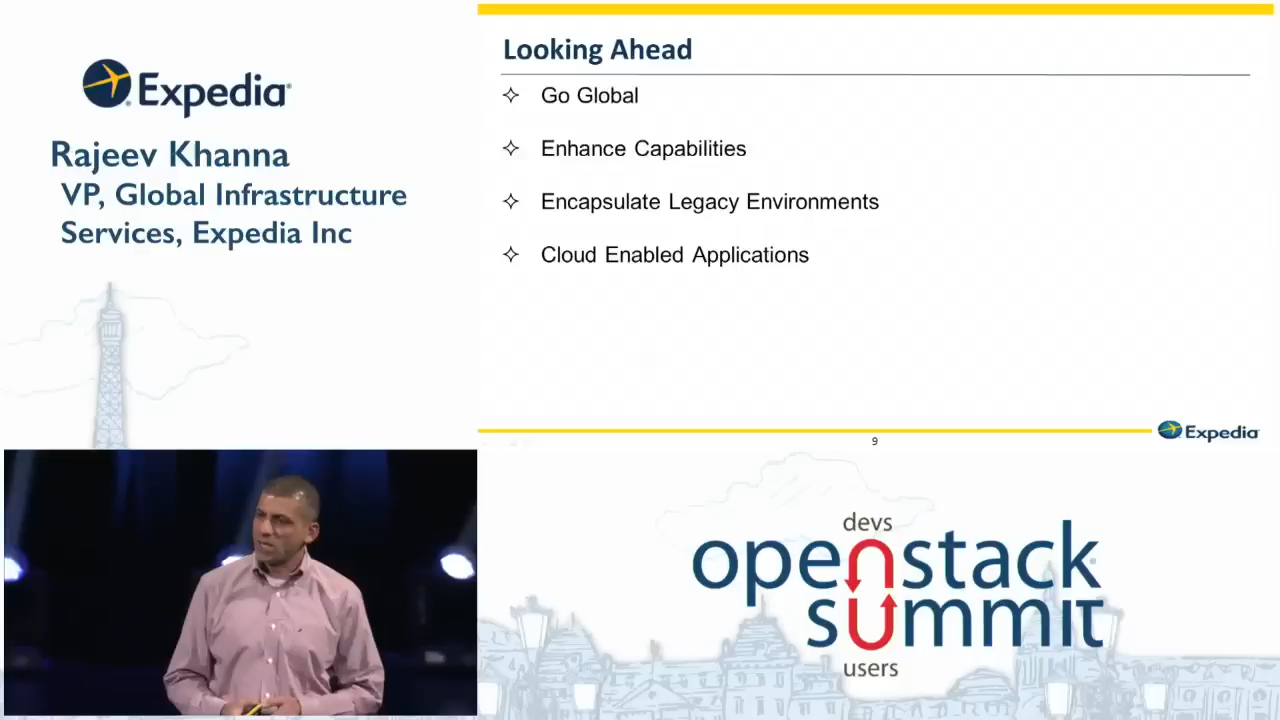 Expedia
Rajeev Khanna
VP, Global Infrastructure
Services, Expedia Inc
Looking Ahead
Go Global
Enhance Capabilities
Encapsulate Legacy Environments
Cloud Enabled Applications
9
Expedia
devs
openstack
summit
users